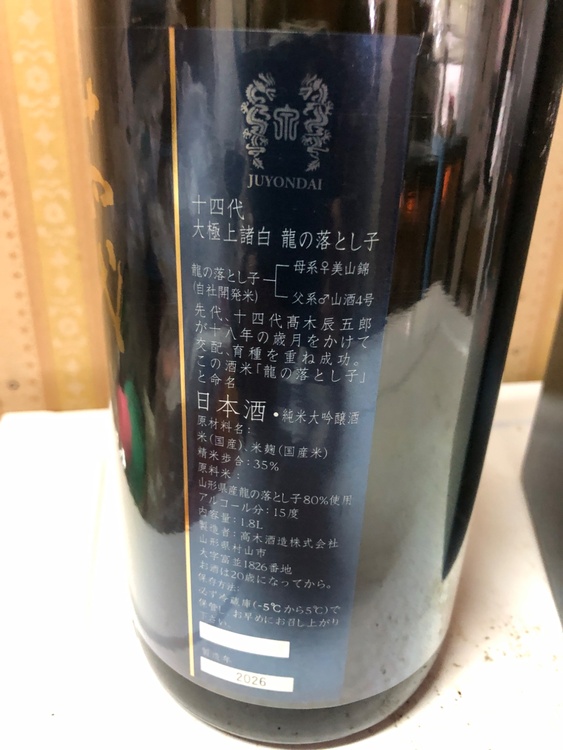 JUYONDAI
十四代
大極上諸白 龍の落とし子
龍の落とし子
(自社開発米)
母系♀美山錦
父系♂山酒4号
先代、十四代髙木辰五郎
が十八年の歳月をかけて
交配、育種を重ね成功。
この酒米「龍の落とし子」
と命名
日本酒・純米大吟醸酒
原材料名:
米(国産)、米麹(国産米)
精米歩合:35%
原料米:
山形県産龍の落とし子80%使用
アルコール分:15度
内容量:1.8L
製造者:高木酒造株式会社
山形県村山市
大字富並1826番地
お酒は20歳になってから。
保存方法:
必ず冷蔵庫(-5℃から5℃)で
保管し、お早めにお召し上がり
下さい。
製造年
2026